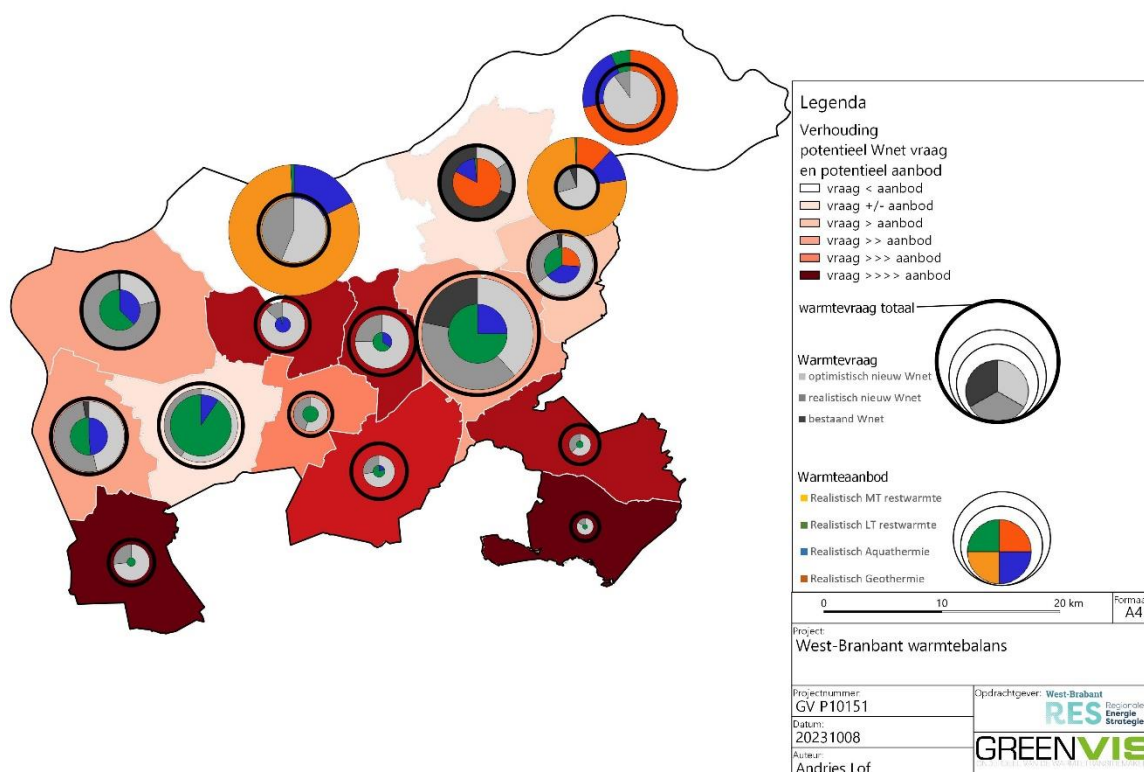 Legenda
Verhouding
potentieel Wnet vraag
en potentieel aanbod
vraag < aanbod
vraag +/- aanbod
vraag > aanbod
vraag >> aanbod
vraag >>> aanbod
vraag >>>> aanbod
warmtevraag totaal
Warmtevraag
optimistisch nieuw Wnet
realistisch nieuw Wnet
bestaand Wnet
Warmteaanbod
Realistisch MT restwarmte
Realistisch LT restwarmte
Realistisch Aquathermie
Realistisch Geothermie
0 10 20 km
Formaa
A4
Project:
West-Branbant warmtebalans
Projectnummer:
GV P10151
Datum:
20231008
Auteur:
Andries Lof
Opdrachtgever:
West-Brabant
RES Regionale
Energie
Strategie
GREENVIS